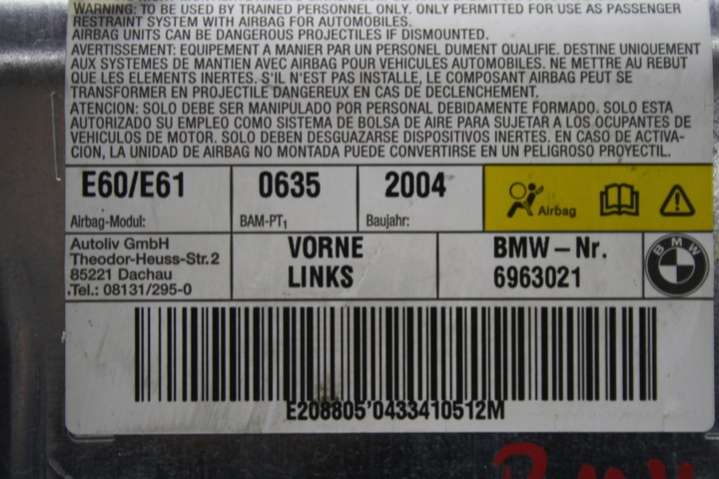 WARNING: TO BE USED BY TRAINED PERSONNEL ONLY. ONLY PERMITTED FOR USE AS PASSENGER
RESTRAINT SYSTEM WITH AIRBAG FOR AUTOMOBILES.
AIRBAG UNITS CAN BE DANGEROUS PROJECTILES IF DISMOUNTED.
AVERTISSEMENT: EQUIPEMENT A MANIER PAR UN PERSONEL DUMENT QUALIFIE. DESTINE UNIQUEMENT
AUX SYSTEMES DE MANTIEN AVEC AIRBAG POUR VEHICULES AUTOMOBILES. NE METTRE AU REBUT
QUE LES ELEMENTS INERTES. S'IL N'EST PAS INSTALLE, LE COMPOSANT AIRBAG PEUT SE
TRANSFORMER EN PROJECTILE DANGEREUX EN CAS DE DECLENCHEMENT.
ATENCION: SOLO DEBE SER MANIPULADO POR PERSONAL DEBIDAMENTE FORMADO. SOLO ESTA
AUTORIZADO SU EMPLEO COMO SISTEMA DE BOLSA DE AIRE PARA SUJETAR A LOS OCUPANTES DE
VEHICULOS DE MOTOR. SOLO DEBEN DESGUAZARSE DISPOSITIVOS INERTES. EN CASO DE ACTIVA-
CION, LA UNIDAD DE AIRBAG NO MONTADA PUEDE CONVERTIRSE EN UN PELIGROSO PROYECTIL.
E60/E61 0635 2004
Airbag-Modul: BAM-PT1 Baujahr: Airbag
Autoliv GmbH
Theodor-Heuss-Str.2
85221 Dachau
Tel.: 08131/295-0
VORNE
LINKS
BMW – Nr.
6963021
BMW
E208805'0433410512M